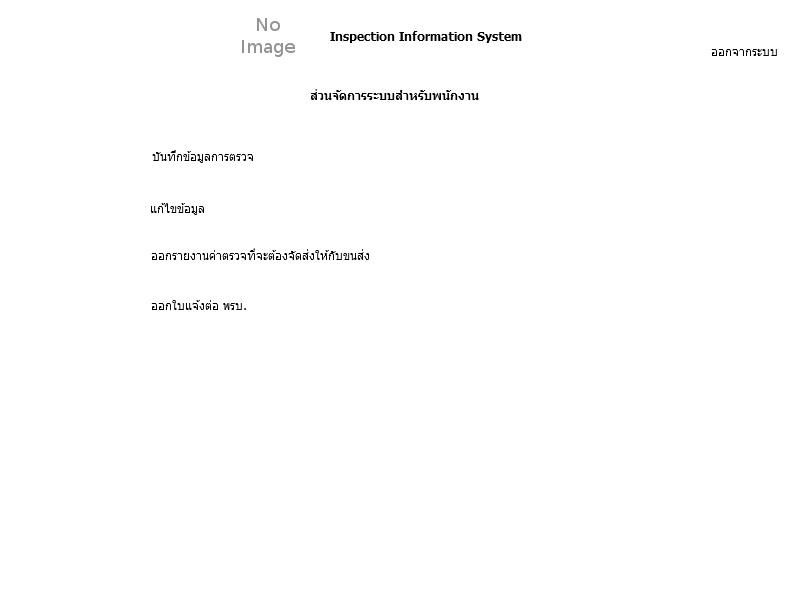 No
Image
Inspection Information System
ออกจากระบบ
ส่วนจัดการระบบสำหรับพนักงาน
บันทึกข้อมูลการตรวจ
แก้ไขข้อมูล
ออกรายงานค่าตรวจที่จะต้องจัดส่งให้กับขนส่ง
ออกใบแจ้งต่อ พรบ.